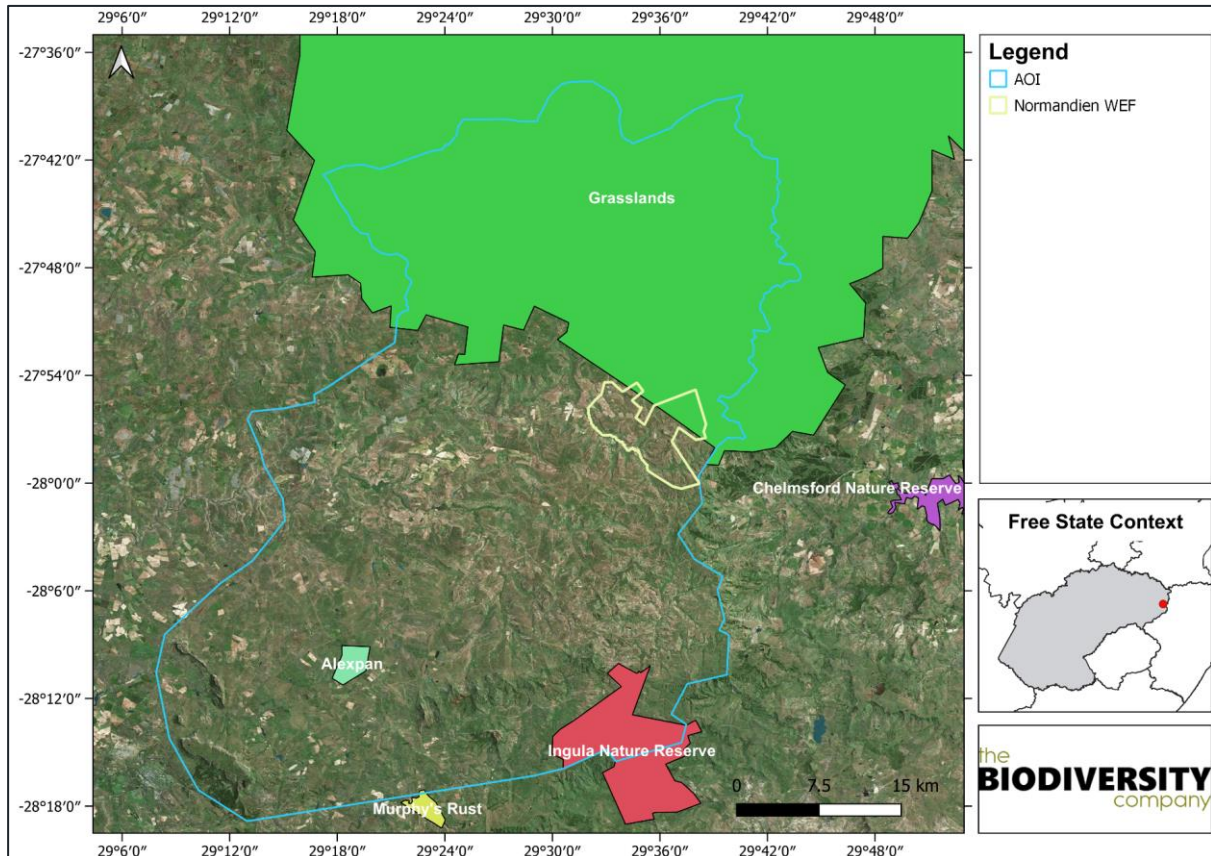 29°6′0″ 29°12′0″ 29°18′0″ 29°24′0″ 29°30′0″ 29°36′0″ 29°42′0″ 29°48′0″
-27°36′0″
-27°42′0″
-27°48′0″
-27°54′0″
-28°0′0″
-28°6′0″
-28°12′0″
-28°18′0″
Grasslands
Chelmsford Nature Reserve
Alexpan
Ingula Nature Reserve
Murphy's Rust
0 7.5 15 km
29°6′0″ 29°12′0″ 29°18′0″ 29°24′0″ 29°30′0″ 29°36′0″ 29°42′0″ 29°48′0″
Legend
AOI
Normandien WEF
Free State Context
the
BIODIVERSITY
company